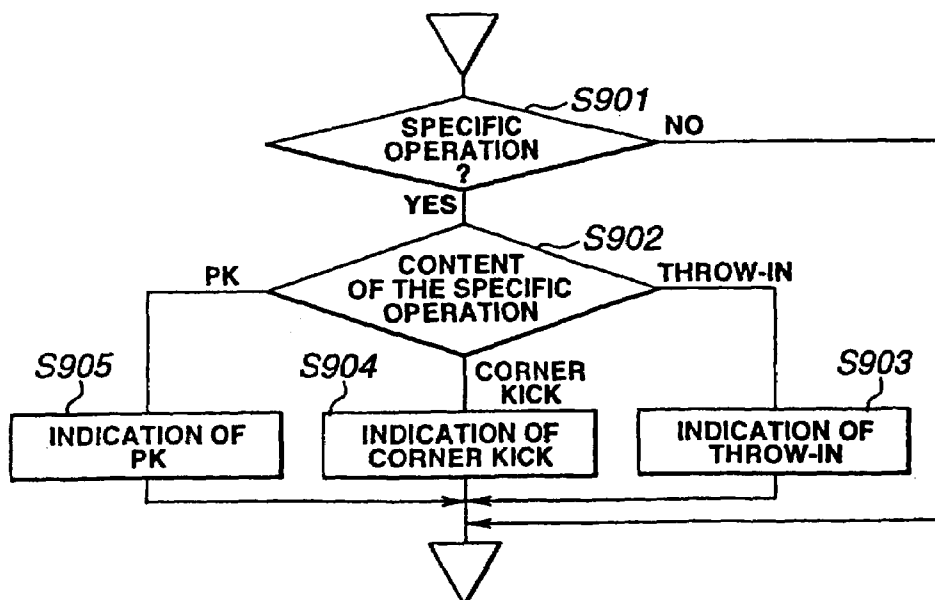 S901
SPECIFIC
OPERATION
?
NO
YES
S902
CONTENT
OF THE SPECIFIC
OPERATION
PK
THROW-IN
CORNER
KICK
S905
S904
S903
INDICATION OF
PK
INDICATION OF
CORNER KICK
INDICATION OF
THROW-IN